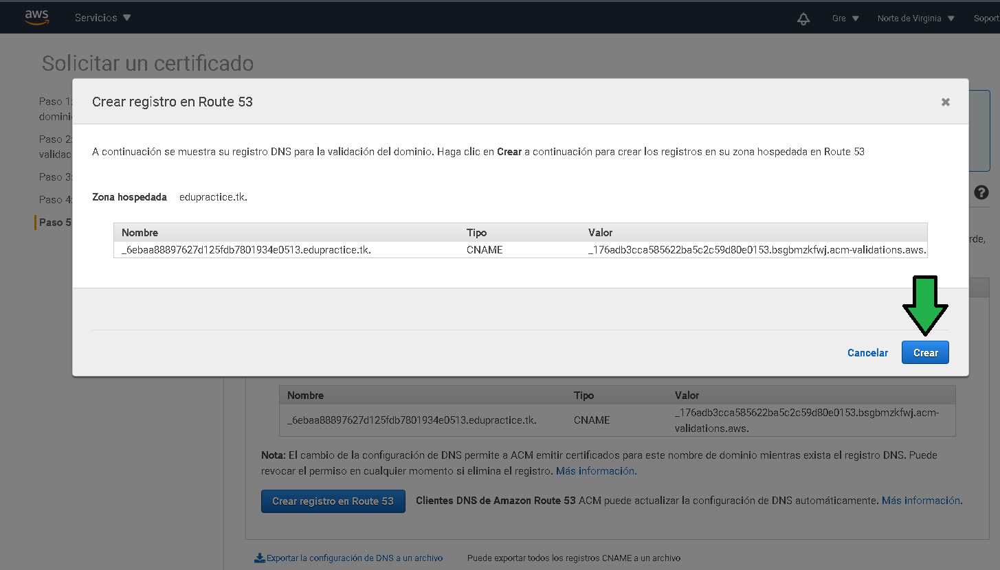 aws Servicios Gre Norte de Virginia Soport
Solicitar un certificado
Paso 1:
domini
Paso 2:
validac
Paso 3:
Paso 4:
Paso 5
Crear registro en Route 53
A continuación se muestra su registro DNS para la validación del dominio. Haga clic en Crear a continuación para crear los registros en su zona hospedada en Route 53
Zona hospedada edupractice.tk.
Nombre Tipo Valor
_6ebaa88897627d125fdb7801934e0513.edupractice.tk. CNAME _176adb3cca585622ba5c2c59d80e0153.bsgbmzkfwj.acm-validations.aws.
rde,
Cancelar Crear
Nombre Tipo Valor
_6ebaa88897627d125fdb7801934e0513.edupractice.tk. CNAME _176adb3cca585622ba5c2c59d80e0153.bsgbmzkfwj.acm-
validations.aws.
Nota: El cambio de la configuración de DNS permite a ACM emitir certificados para este nombre de dominio mientras exista el registro DNS. Puede
revocar el permiso en cualquier momento si elimina el registro. Más información.
Crear registro en Route 53 Clientes DNS de Amazon Route 53 ACM puede actualizar la configuración de DNS automáticamente. Más información.
Exportar la configuración de DNS a un archivo Puede exportar todos los registros CNAME a un archivo